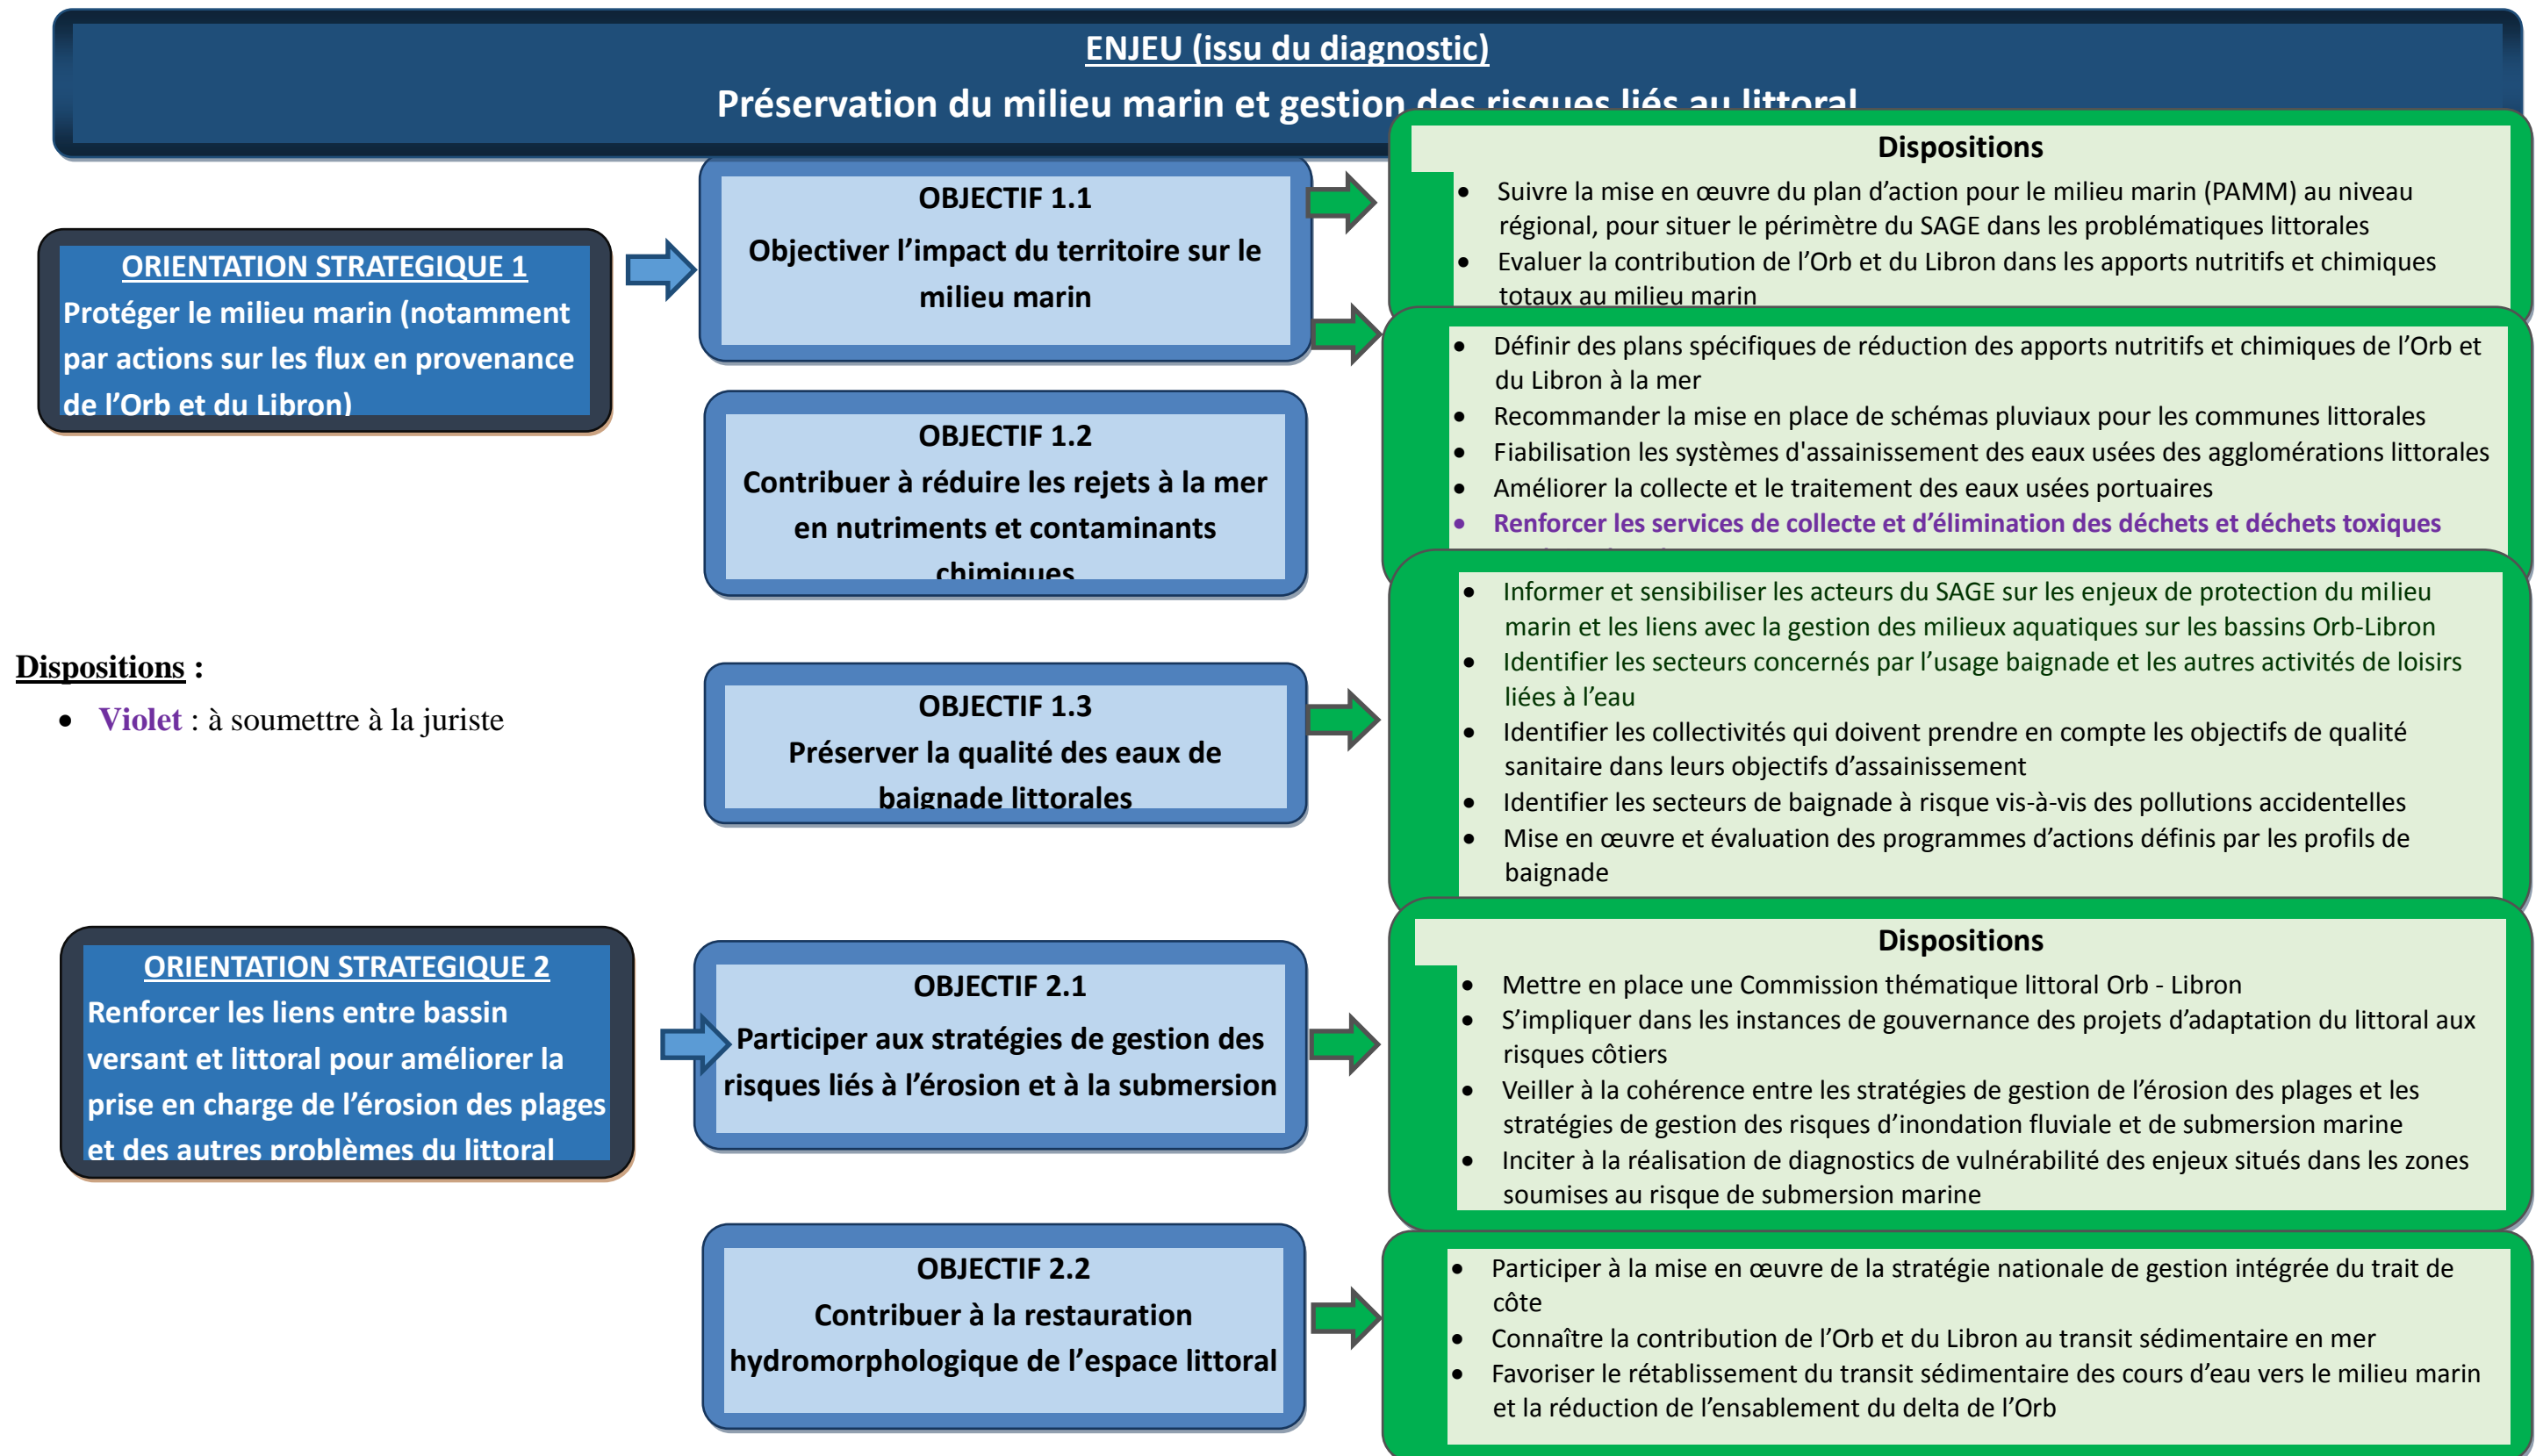 ENJEU (issu du diagnostic)
Préservation du milieu marin et gestion des risques liés au littoral
ORIENTATION STRATEGIQUE 1
Protéger le milieu marin (notamment
par actions sur les flux en provenance
de l’Orb et du Libron)
OBJECTIF 1.1
Objectiver l’impact du territoire sur le
milieu marin
Dispositions
• Suivre la mise en œuvre du plan d’action pour le milieu marin (PAMM) au niveau
régional, pour situer le périmètre du SAGE dans les problématiques littorales
• Evaluer la contribution de l’Orb et du Libron dans les apports nutritifs et chimiques
totaux au milieu marin
OBJECTIF 1.2
Contribuer à réduire les rejets à la mer
en nutriments et contaminants
chimiques
• Définir des plans spécifiques de réduction des apports nutritifs et chimiques de l’Orb et
du Libron à la mer
• Recommander la mise en place de schémas pluviaux pour les communes littorales
• Fiabilisation les systèmes d'assainissement des eaux usées des agglomérations littorales
• Améliorer la collecte et le traitement des eaux usées portuaires
• Renforcer les services de collecte et d’élimination des déchets et déchets toxiques
Dispositions :
• Violet : à soumettre à la juriste
OBJECTIF 1.3
Préserver la qualité des eaux de
baignade littorales
• Informer et sensibiliser les acteurs du SAGE sur les enjeux de protection du milieu
marin et les liens avec la gestion des milieux aquatiques sur les bassins Orb-Libron
• Identifier les secteurs concernés par l’usage baignade et les autres activités de loisirs
liées à l’eau
• Identifier les collectivités qui doivent prendre en compte les objectifs de qualité
sanitaire dans leurs objectifs d’assainissement
• Identifier les secteurs de baignade à risque vis-à-vis des pollutions accidentelles
• Mise en œuvre et évaluation des programmes d’actions définis par les profils de
baignade
ORIENTATION STRATEGIQUE 2
Renforcer les liens entre bassin
versant et littoral pour améliorer la
prise en charge de l’érosion des plages
et des autres problèmes du littoral
OBJECTIF 2.1
Participer aux stratégies de gestion des
risques liés à l’érosion et à la submersion
Dispositions
• Mettre en place une Commission thématique littoral Orb - Libron
• S’impliquer dans les instances de gouvernance des projets d’adaptation du littoral aux
risques côtiers
• Veiller à la cohérence entre les stratégies de gestion de l’érosion des plages et les
stratégies de gestion des risques d’inondation fluviale et de submersion marine
• Inciter à la réalisation de diagnostics de vulnérabilité des enjeux situés dans les zones
soumises au risque de submersion marine
OBJECTIF 2.2
Contribuer à la restauration
hydromorphologique de l’espace littoral
• Participer à la mise en œuvre de la stratégie nationale de gestion intégrée du trait de
côte
• Connaître la contribution de l’Orb et du Libron au transit sédimentaire en mer
• Favoriser le rétablissement du transit sédimentaire des cours d’eau vers le milieu marin
et la réduction de l’ensablement du delta de l’Orb